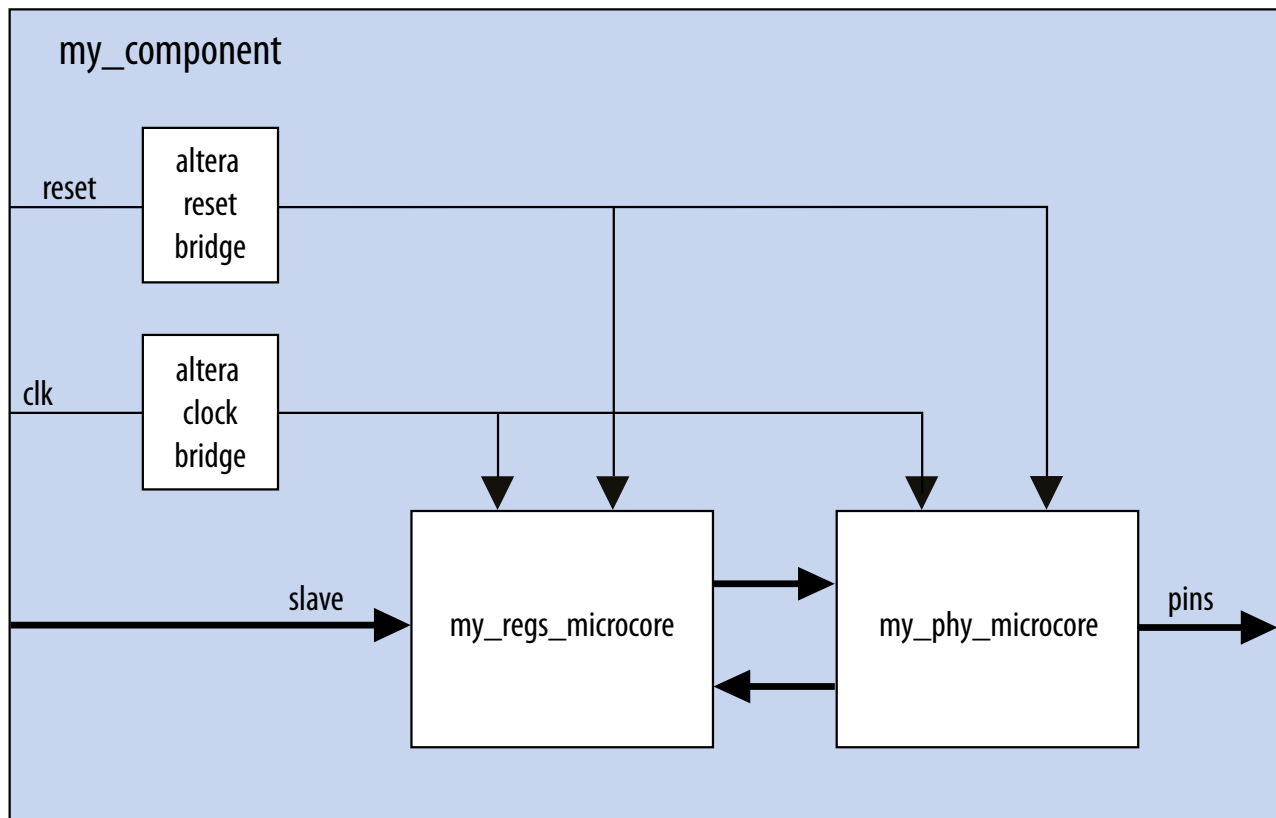 my_component
reset
altera
reset
bridge
clk
altera
clock
bridge
slave
my_regs_microcore
my_phy_microcore
pins